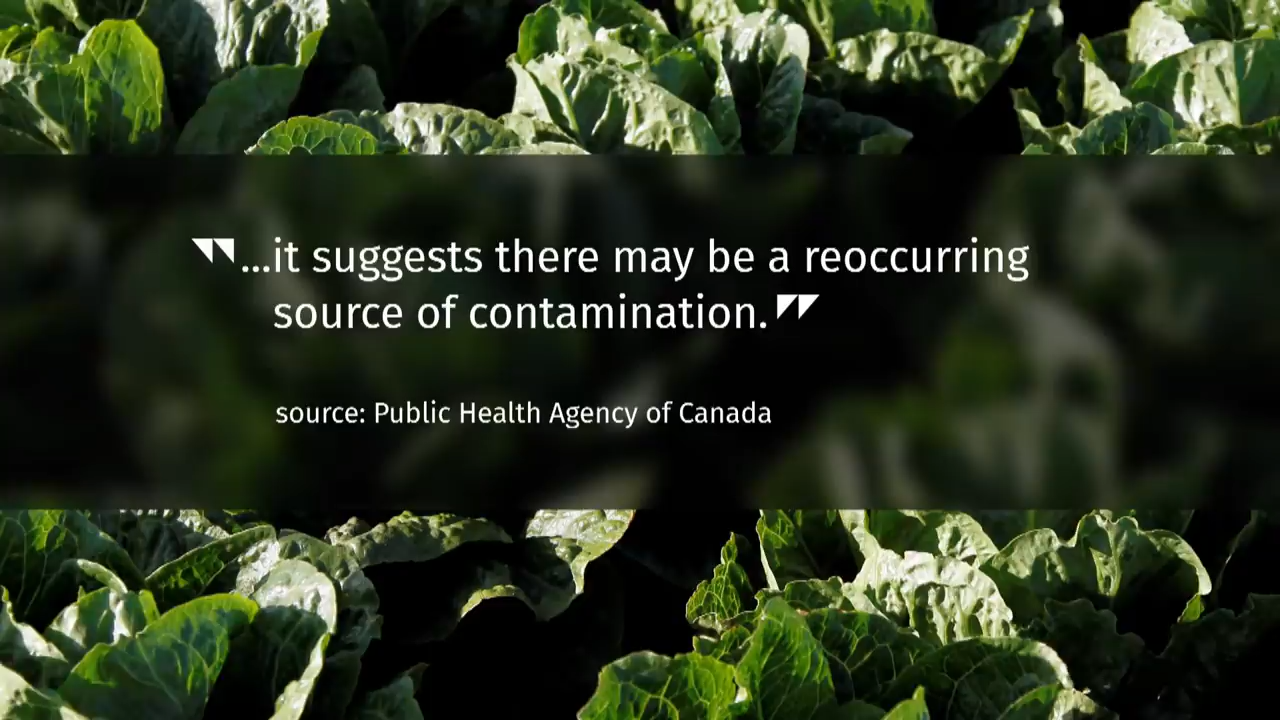 "...it suggests there may be a reoccurring
source of contamination."
source: Public Health Agency of Canada